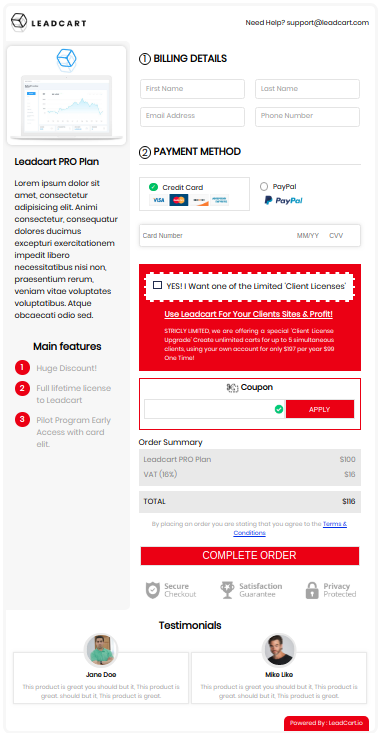 LEADCART
Need Help? support@leadcart.com
1 BILLING DETAILS
First Name
Last Name
Email Address
Phone Number
Leadcart PRO Plan
Lorem ipsum dolor sit
amet, consectetur
adipisicing elit. Animi
consectetur, consequatur
dolores ducimus
excepturi exercitationem
impedit libero
necessitatibus nisi non,
praesentium rerum,
veniam vitae voluptates
voluptatibus. Atque
obcaecati odio sed.
Main features
1 Huge Discount!
2 Full lifetime license
to Leadcart
3 Pilot Program Early
Access with card
elit.
2 PAYMENT METHOD
Credit Card
PayPal
VISA
DISCOVER
PayPal
Card Number
MM/YY
CVV
YES! I Want one of the Limited 'Client Licenses'
Use Leadcart For Your Clients Sites & Profit!
STRICLY LIMITED, we are offering a special 'Client License
Upgrade' Create unlimited carts for up to 5 simultaneous
clients, using your own account for only $197 per year $99
One Time!
Coupon
APPLY
Order Summary
Leadcart PRO Plan $100
VAT (16%) $16
TOTAL $116
By placing an order you are stating that you agree to the Terms &
Conditions
COMPLETE ORDER
Secure
Checkout
Satisfaction
Guarantee
Privacy
Protected
Testimonials
Jane Doe
This product is great you should buy it, This product is
great. should but it, This product is great.
Mike Like
This product is great you should buy it, This product is
great. should but it, This product is great.
Powered By : LeadCart.io